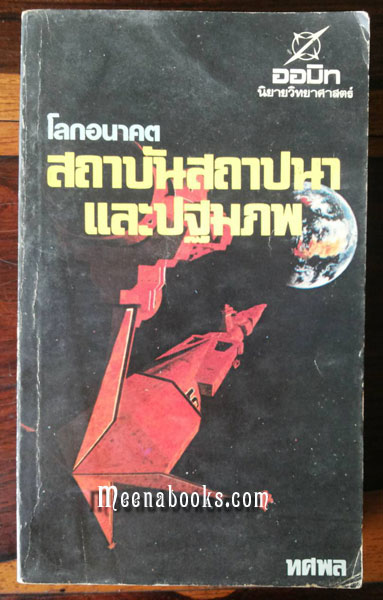 ออบิท
นิยายวิทยาศาสตร์
โลกอนาคต
สถาบันสถาปนา
และปฐมภพ
Meenabooks.com
ทศพล